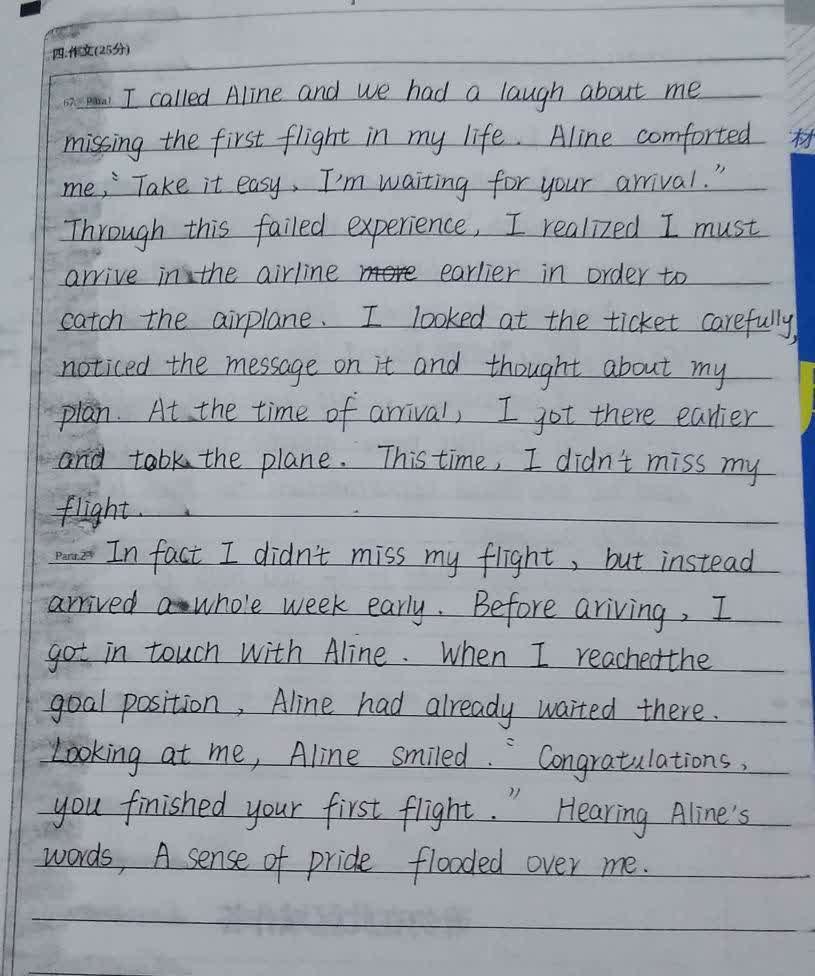 四.作文(25分)
67. Para1 I called Aline and we had a laugh about me
missing the first flight in my life. Aline comforted
me, "Take it easy, I'm waiting for your arrival."
Through this failed experience, I realized I must
arrive in the airline more earlier in order to
catch the airplane. I looked at the ticket carefully,
noticed the message on it and thought about my
plan. At the time of arrival, I got there earlier
and took the plane. This time, I didn't miss my
flight.
Para.2 In fact I didn't miss my flight, but instead
arrived a whole week early. Before ariving, I
got in touch with Aline. When I reached the
goal position, Aline had already waited there.
Looking at me, Aline smiled. "Congratulations,
you finished your first flight." Hearing Aline's
words, A sense of pride flooded over me.
材